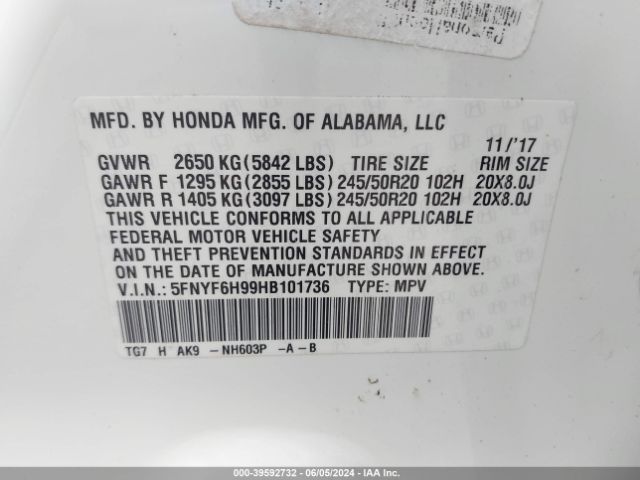 MFD. BY HONDA MFG. OF ALABAMA, LLC
11/'17
GVWR 2650 KG (5842 LBS) TIRE SIZE RIM SIZE
GAWR F 1295 KG (2855 LBS) 245/50R20 102H 20X8.0J
GAWR R 1405 KG (3097 LBS) 245/50R20 102H 20X8.0J
THIS VEHICLE CONFORMS TO ALL APPLICABLE
FEDERAL MOTOR VEHICLE SAFETY
AND THEFT PREVENTION STANDARDS IN EFFECT
ON THE DATE OF MANUFACTURE SHOWN ABOVE.
V.I.N.: 5FNYF6H99HB101736 TYPE: MPV
TG7 H AK9 -NH603P -A-B
000-39592732 - 06/05/2024 - IAA, Inc.